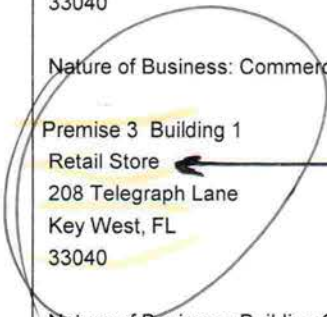 33040
Nature of Business: Commerc
Premise 3 Building 1
Retail Store
208 Telegraph Lane
Key West, FL
33040